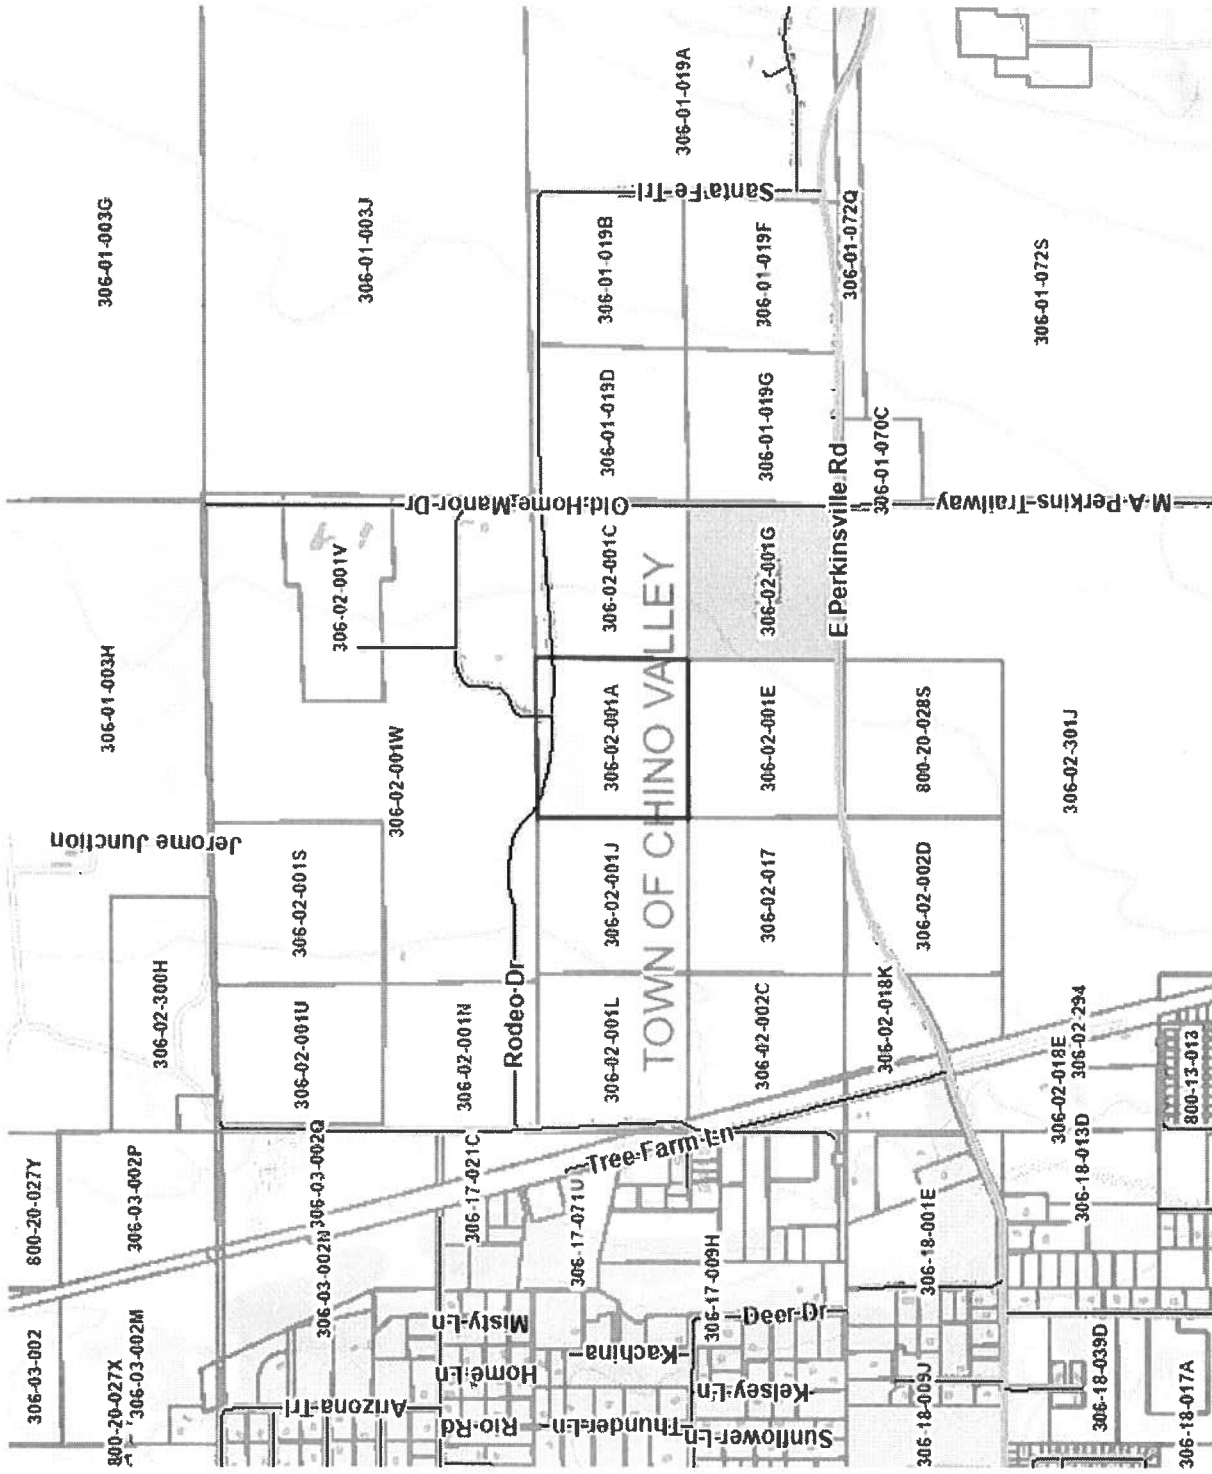 306-01-003G
306-01-003H
306-02-300H
800-20-027Y
306-03-002P
306-03-002
800-20-027X
306-03-002M
306-01-003J
306-02-001V
Jerome Junction
306-02-001W
306-02-001S
306-02-001U
306-02-001N
306-03-002Q
306-03-002N
Arizona Trl
Old Home Manor Dr
Rodeo Dr
306-17-021C
Misty Ln
Home Ln
Rio Rd
306-01-019A
Santa Fe Trl
306-01-019B
306-01-019D
306-02-001C
306-02-001A
306-02-001J
306-02-001L
TOWN OF CHINO VALLEY
Tree Farm Ln
306-17-071U
Kachina
Thunder Ln
306-01-019F
306-01-019G
306-02-001G
306-02-001E
306-02-017
306-02-002C
306-17-009H
Deer Dr
Kelsey Ln
Sunflower Ln
E Perkinsville Rd
306-01-072Q
306-01-070C
M A Perkins Trailway
800-20-028S
306-02-002D
306-02-018K
306-18-001E
306-18-009J
306-01-072S
306-02-301J
306-02-294
306-02-018E
306-18-013D
800-13-013
306-18-039D
306-18-017A